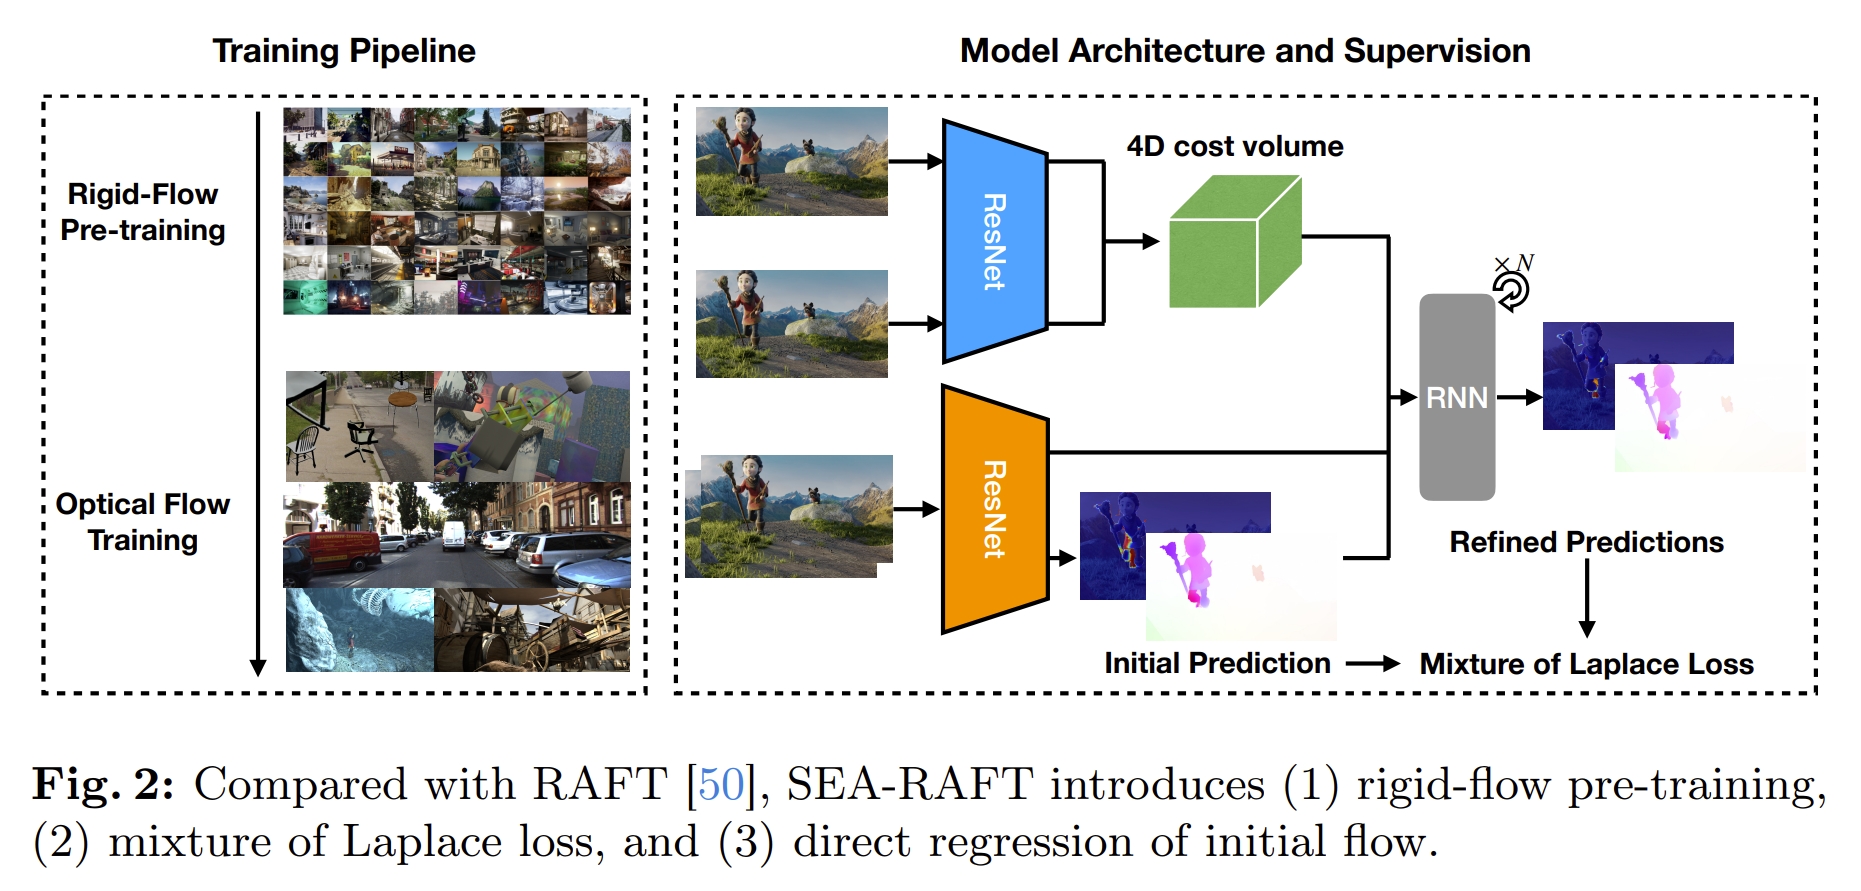 Training Pipeline
Model Architecture and Supervision
Rigid-Flow
Pre-training
Optical Flow
Training
ResNet
4D cost volume
ResNet
× N
RNN
Refined Predictions
Initial Prediction
Mixture of Laplace Loss
Fig. 2: Compared with RAFT [50], SEA-RAFT introduces (1) rigid-flow pre-training,
(2) mixture of Laplace loss, and (3) direct regression of initial flow.